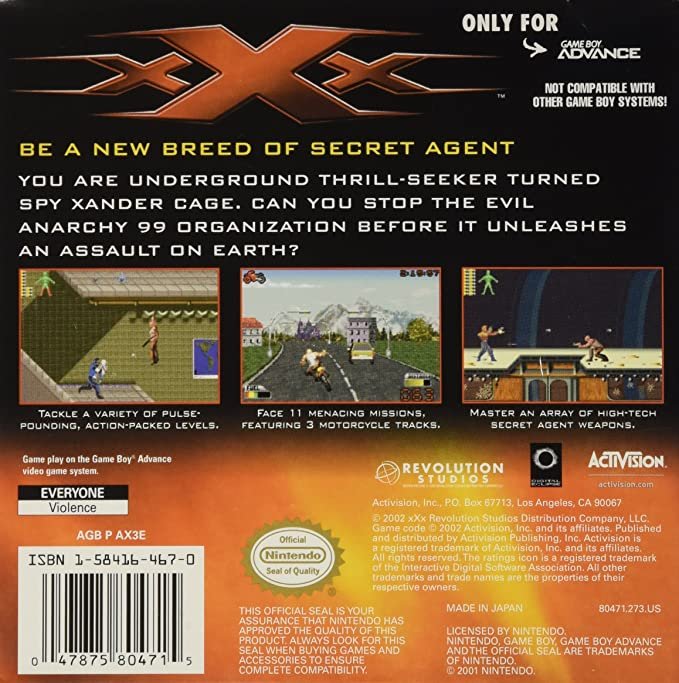 xXx
™
ONLY FOR
GAME BOY
ADVANCE
NOT COMPATIBLE WITH
OTHER GAME BOY SYSTEMS!
BE A NEW BREED OF SECRET AGENT
YOU ARE UNDERGROUND THRILL-SEEKER TURNED
SPY XANDER CAGE. CAN YOU STOP THE EVIL
ANARCHY 99 ORGANIZATION BEFORE IT UNLEASHES
AN ASSAULT ON EARTH?
TACKLE A VARIETY OF PULSE-
POUNDING, ACTION-PACKED LEVELS.
FACE 11 MENACING MISSIONS,
FEATURING 3 MOTORCYCLE TRACKS.
MASTER AN ARRAY OF HIGH-TECH
SECRET AGENT WEAPONS.
Game play on the Game Boy® Advance
video game system.
EVERYONE
Violence
AGB P AX3E
ISBN 1-58416-467-0
0 47875 80471 5
Official
Nintendo
Seal of Quality
THIS OFFICIAL SEAL IS YOUR
ASSURANCE THAT NINTENDO HAS
APPROVED THE QUALITY OF THIS
PRODUCT. ALWAYS LOOK FOR THIS
SEAL WHEN BUYING GAMES AND
ACCESSORIES TO ENSURE
COMPLETE COMPATIBILITY.
REVOLUTION
STUDIOS
DIGITAL
ECLIPSE
ACTIVISION.
activision.com
Activision, Inc., P.O. Box 67713, Los Angeles, CA 90067
© 2002 xXx Revolution Studios Distribution Company, LLC.
Game code © 2002 Activision, Inc. and its affiliates. Published
and distributed by Activision Publishing, Inc. Activision is
a registered trademark of Activision, Inc. and its affiliates.
All rights reserved. The ratings icon is a registered trademark
of the Interactive Digital Software Association. All other
trademarks and trade names are the properties of their
respective owners.
MADE IN JAPAN
80471.273.US
LICENSED BY NINTENDO.
NINTENDO, GAME BOY, GAME BOY ADVANCE
AND THE OFFICIAL SEAL ARE TRADEMARKS
OF NINTENDO.
© 2001 NINTENDO.